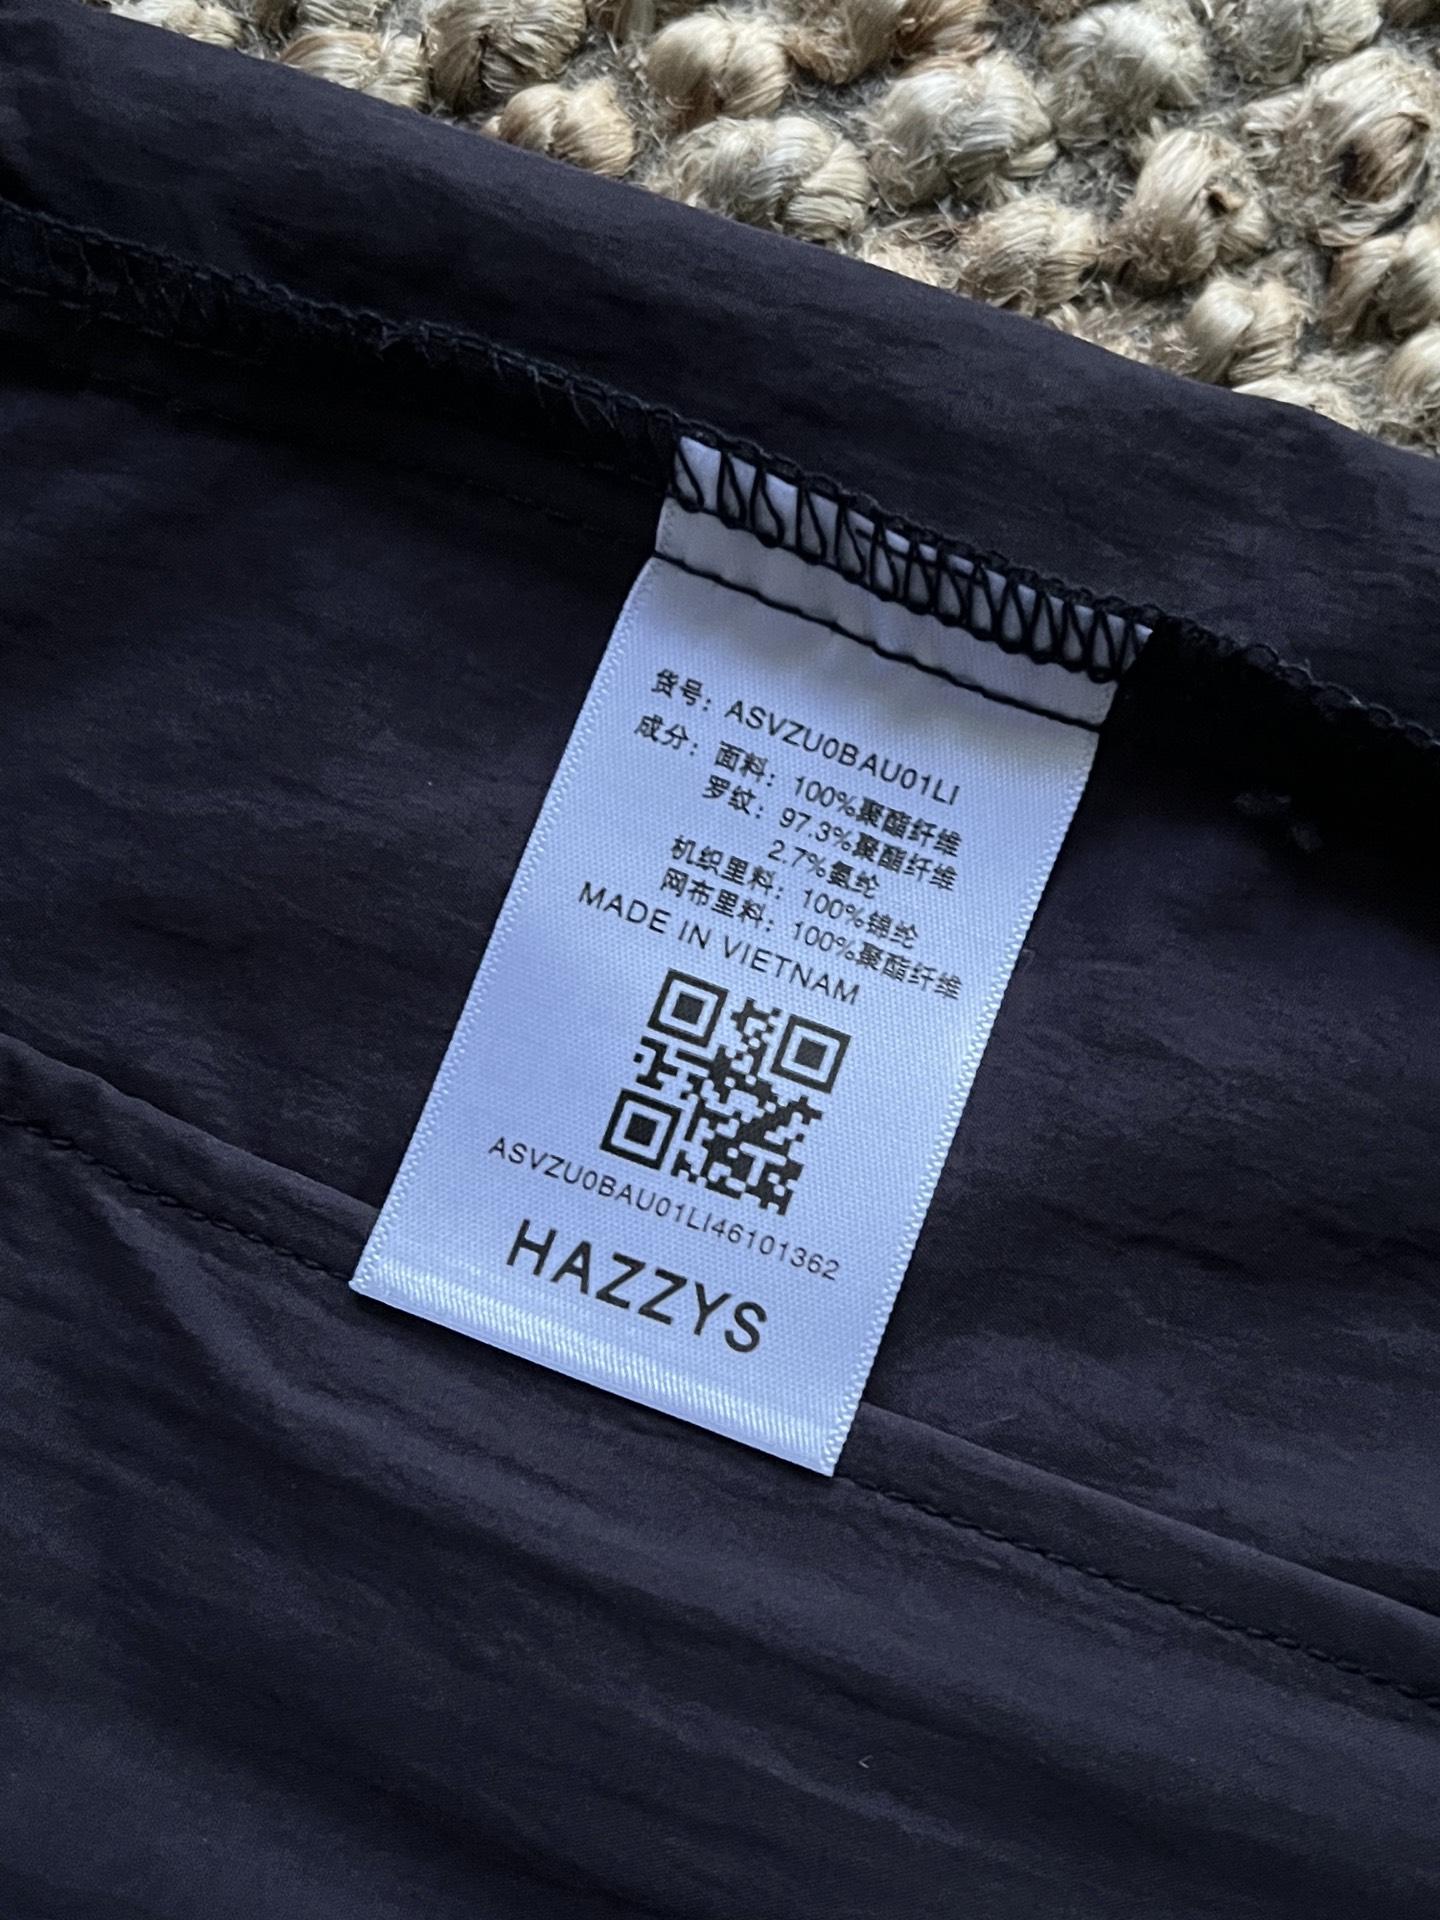 货号: ASVZU0BAU01LI
成分: 面料: 100%聚酯纤维
罗纹: 97.3%聚酯纤维
2.7%氨纶
机织里料: 100%锦纶
网布里料: 100%聚酯纤维
MADE IN VIETNAM
ASVZU0BAU01LI46101362
HAZZYS